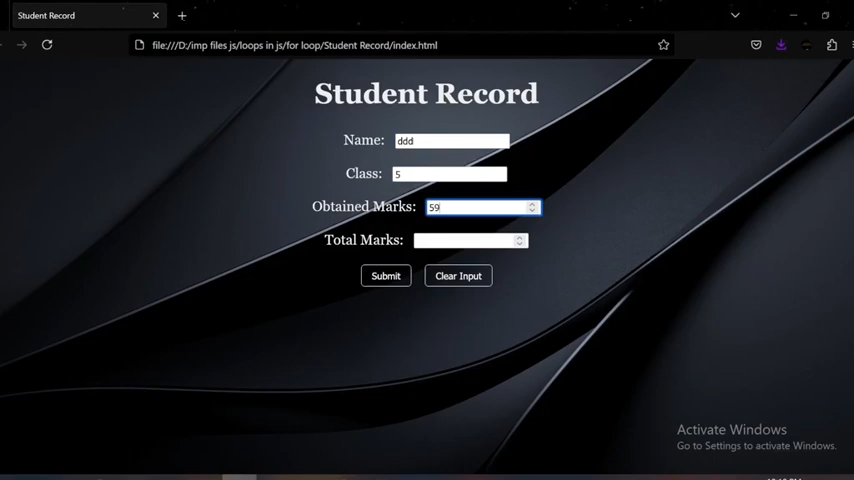 Student Record
file:///D:/imp files js/loops in js/for loop/Student Record/index.html
Student Record
Name: ddd
Class: 5
Obtained Marks: 59
Total Marks:
Submit Clear Input
Activate Windows
Go to Settings to activate Windows.